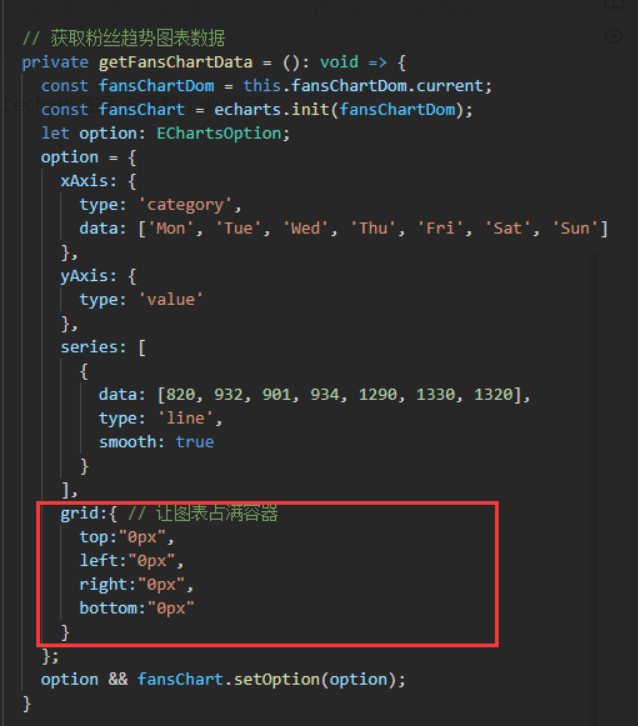 // 获取粉丝趋势图表数据
private getFansChartData = (): void => {
const fansChartDom = this.fansChartDom.current;
const fansChart = echarts.init(fansChartDom);
let option: EChartsOption;
option = {
xAxis: {
type: 'category',
data: ['Mon', 'Tue', 'Wed', 'Thu', 'Fri', 'Sat', 'Sun']
},
yAxis: {
type: 'value'
},
series: [
{
data: [820, 932, 901, 934, 1290, 1330, 1320],
type: 'line',
smooth: true
}
],
grid:{ // 让图表占满容器
top:"0px",
left:"0px",
right:"0px",
bottom:"0px"
}
};
option && fansChart.setOption(option);
}